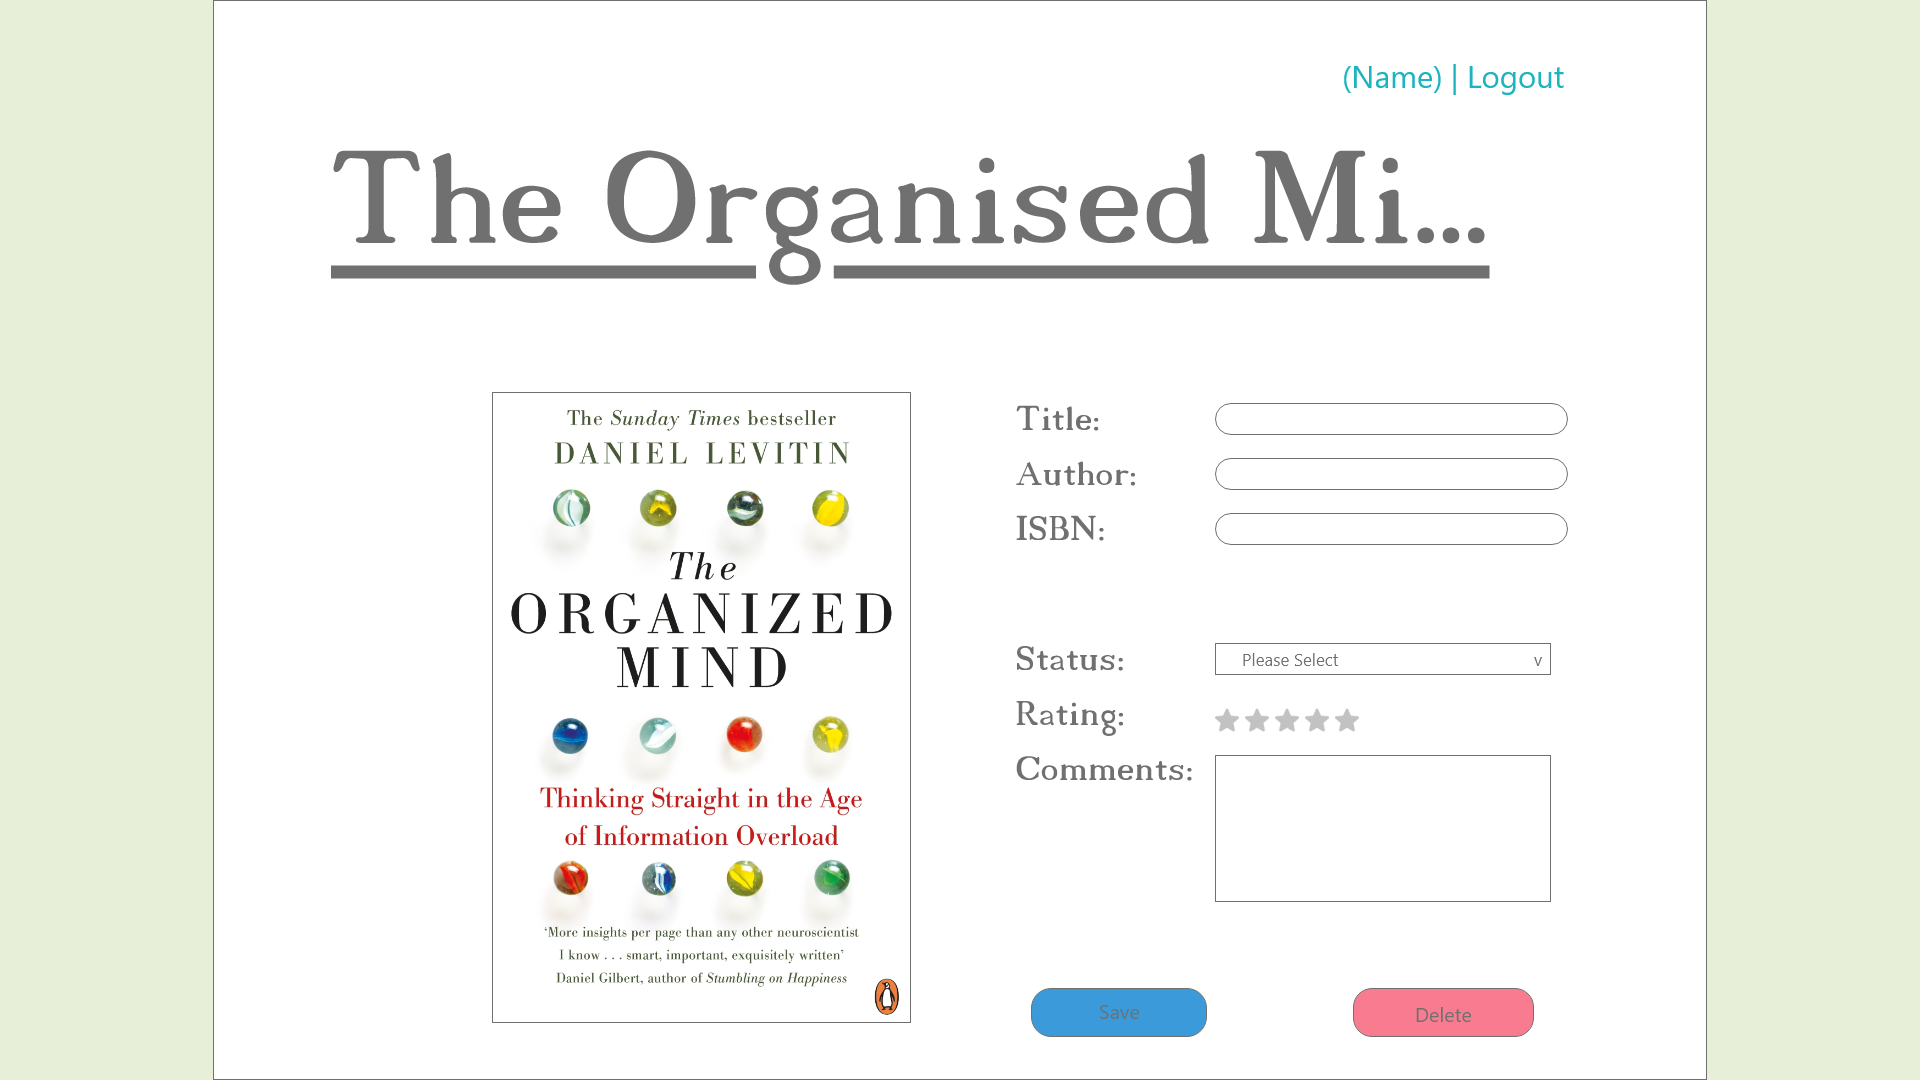 (Name) | Logout
The Organised Mi...
The Sunday Times bestseller
DANIEL LEVITIN
The
ORGANIZED
MIND
Thinking Straight in the Age
of Information Overload
‘More insights per page than any other neuroscientist
I know . . . smart, important, exquisitely written’
Daniel Gilbert, author of Stumbling on Happiness
Title:
Author:
ISBN:
Status:
Please Select v
Rating:
Comments:
Save
Delete